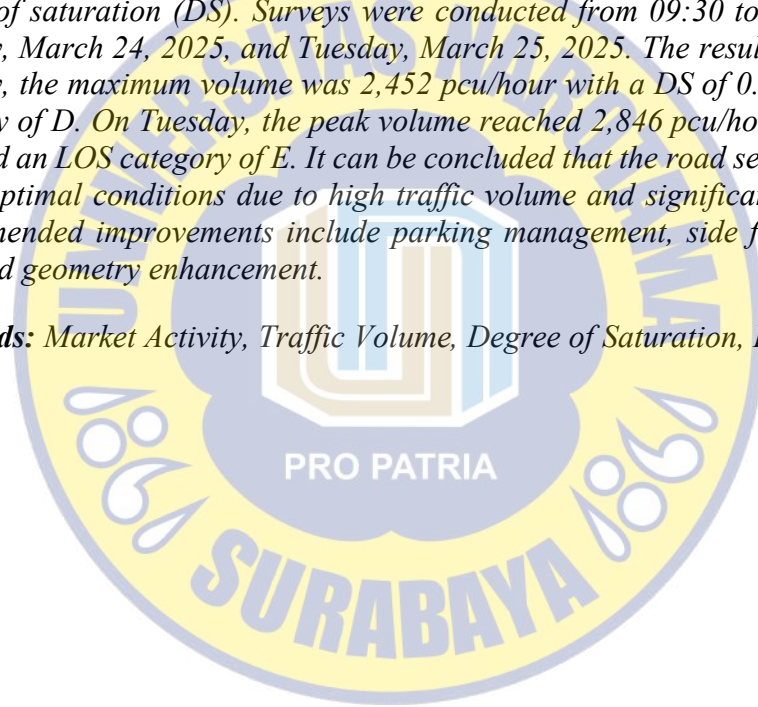 of saturation (DS). Surveys were conducted from 09:30 to
, March 24, 2025, and Tuesday, March 25, 2025. The resul
, the maximum volume was 2,452 pcu/hour with a DS of 0.
y of D. On Tuesday, the peak volume reached 2,846 pcu/ho
d an LOS category of E. It can be concluded that the road se
ptimal conditions due to high traffic volume and significa
mended improvements include parking management, side f
d geometry enhancement.
ds: Market Activity, Traffic Volume, Degree of Saturation,
UNIVERSITAS NAROTAMA
PRO PATRIA
SURABAYA